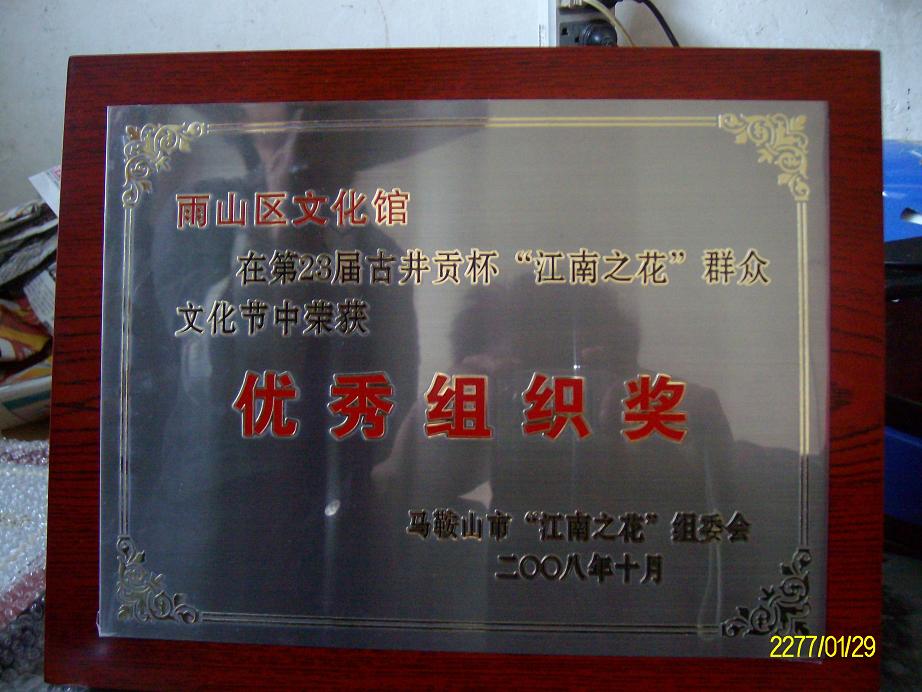 雨山区文化馆
在第23届古井贡杯“江南之花”群众
文化节中荣获
优秀组织奖
马鞍山市“江南之花”组委会
二〇〇八年十月
2277/01/29